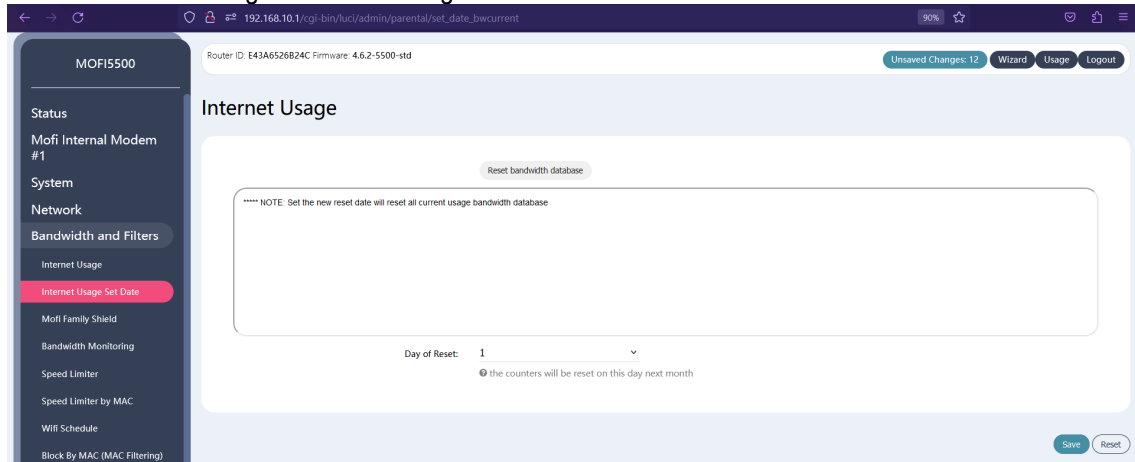 192.168.10.1/cgi-bin/luci/admin/parental/set_date_bwcurrent
90%
MOFI5500
Router ID: E43A6526B24C Firmware: 4.6.2-5500-std
Unsaved Changes: 12
Wizard
Usage
Logout
Status
Mofi Internal Modem
#1
System
Network
Bandwidth and Filters
Internet Usage
Internet Usage Set Date
Mofi Family Shield
Bandwidth Monitoring
Speed Limiter
Speed Limiter by MAC
Wifi Schedule
Block By MAC (MAC Filtering)
Internet Usage
Reset bandwidth database
***** NOTE: Set the new reset date will reset all current usage bandwidth database
Day of Reset: 1
the counters will be reset on this day next month
Save
Reset